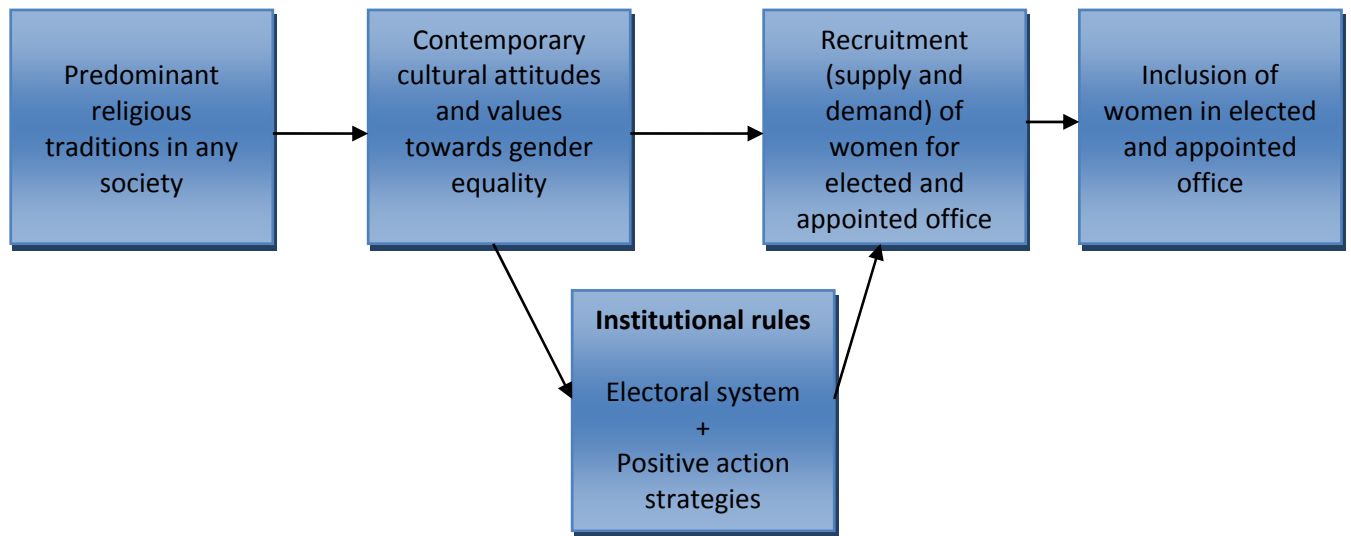 Predominant
religious
traditions in any
society
Contemporary
cultural attitudes
and values
towards gender
equality
Recruitment
(supply and
demand) of
women for
elected and
appointed office
Inclusion of
women in elected
and appointed
office
Institutional rules
Electoral system
+
Positive action
strategies